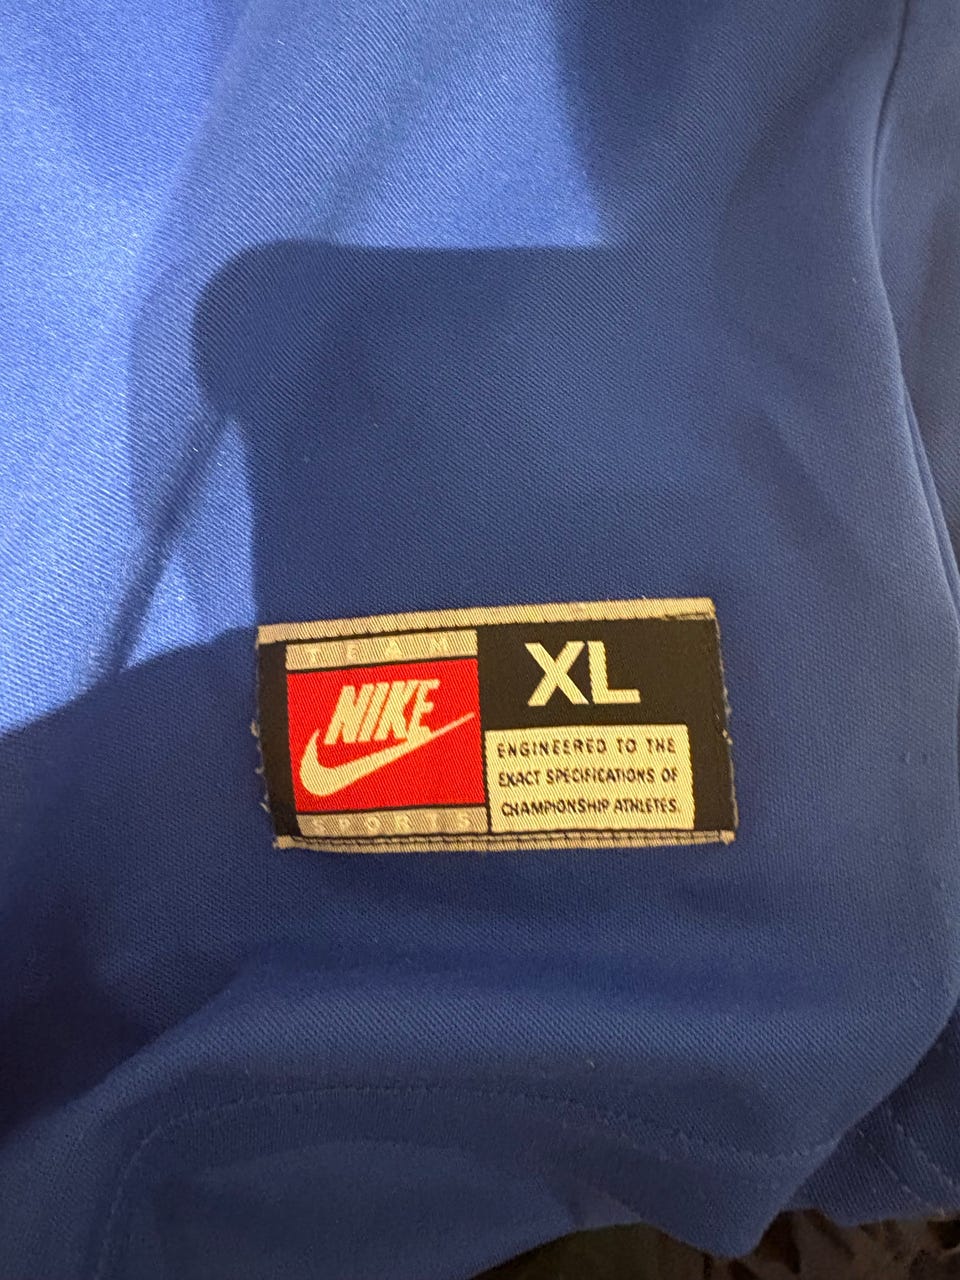 TEAM
NIKE
SPORTS
XL
ENGINEERED TO THE
EXACT SPECIFICATIONS OF
CHAMPIONSHIP ATHLETES.